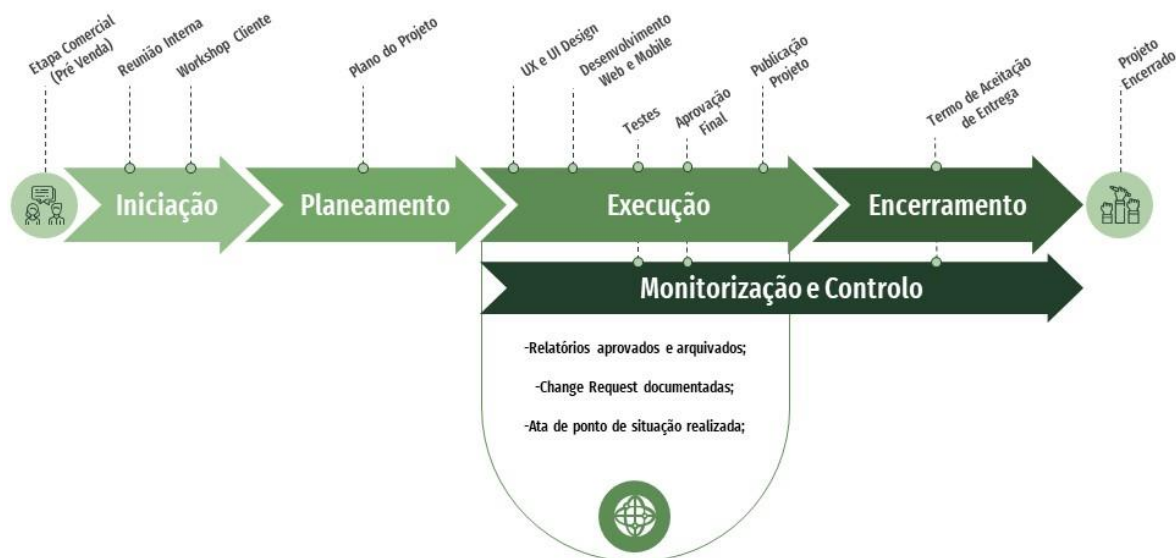 Etapa Comercial
(Pré Venda)
Reunião Interna
Workshop Cliente
Plano do Projeto
UX e UI Design
Desenvolvimento
Web e Mobile
Testes
Aprovação
Final
Publicação
Projeto
Termo de Aceitação
de Entrega
Projeto
Encerrado
Iniciação
Planeamento
Execução
Encerramento
Monitorização e Controlo
-Relatórios aprovados e arquivados;
-Change Request documentadas;
-Ata de ponto de situação realizada;